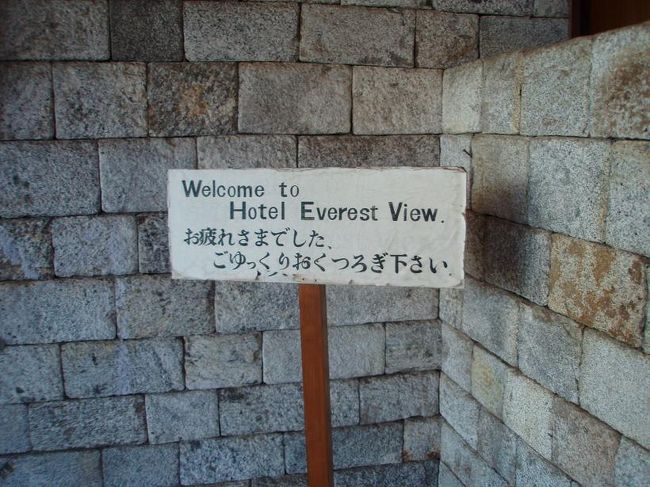 Welcome to
Hotel Everest View.
お疲れさまでした、
ごゆっくりおくつろぎ下さい